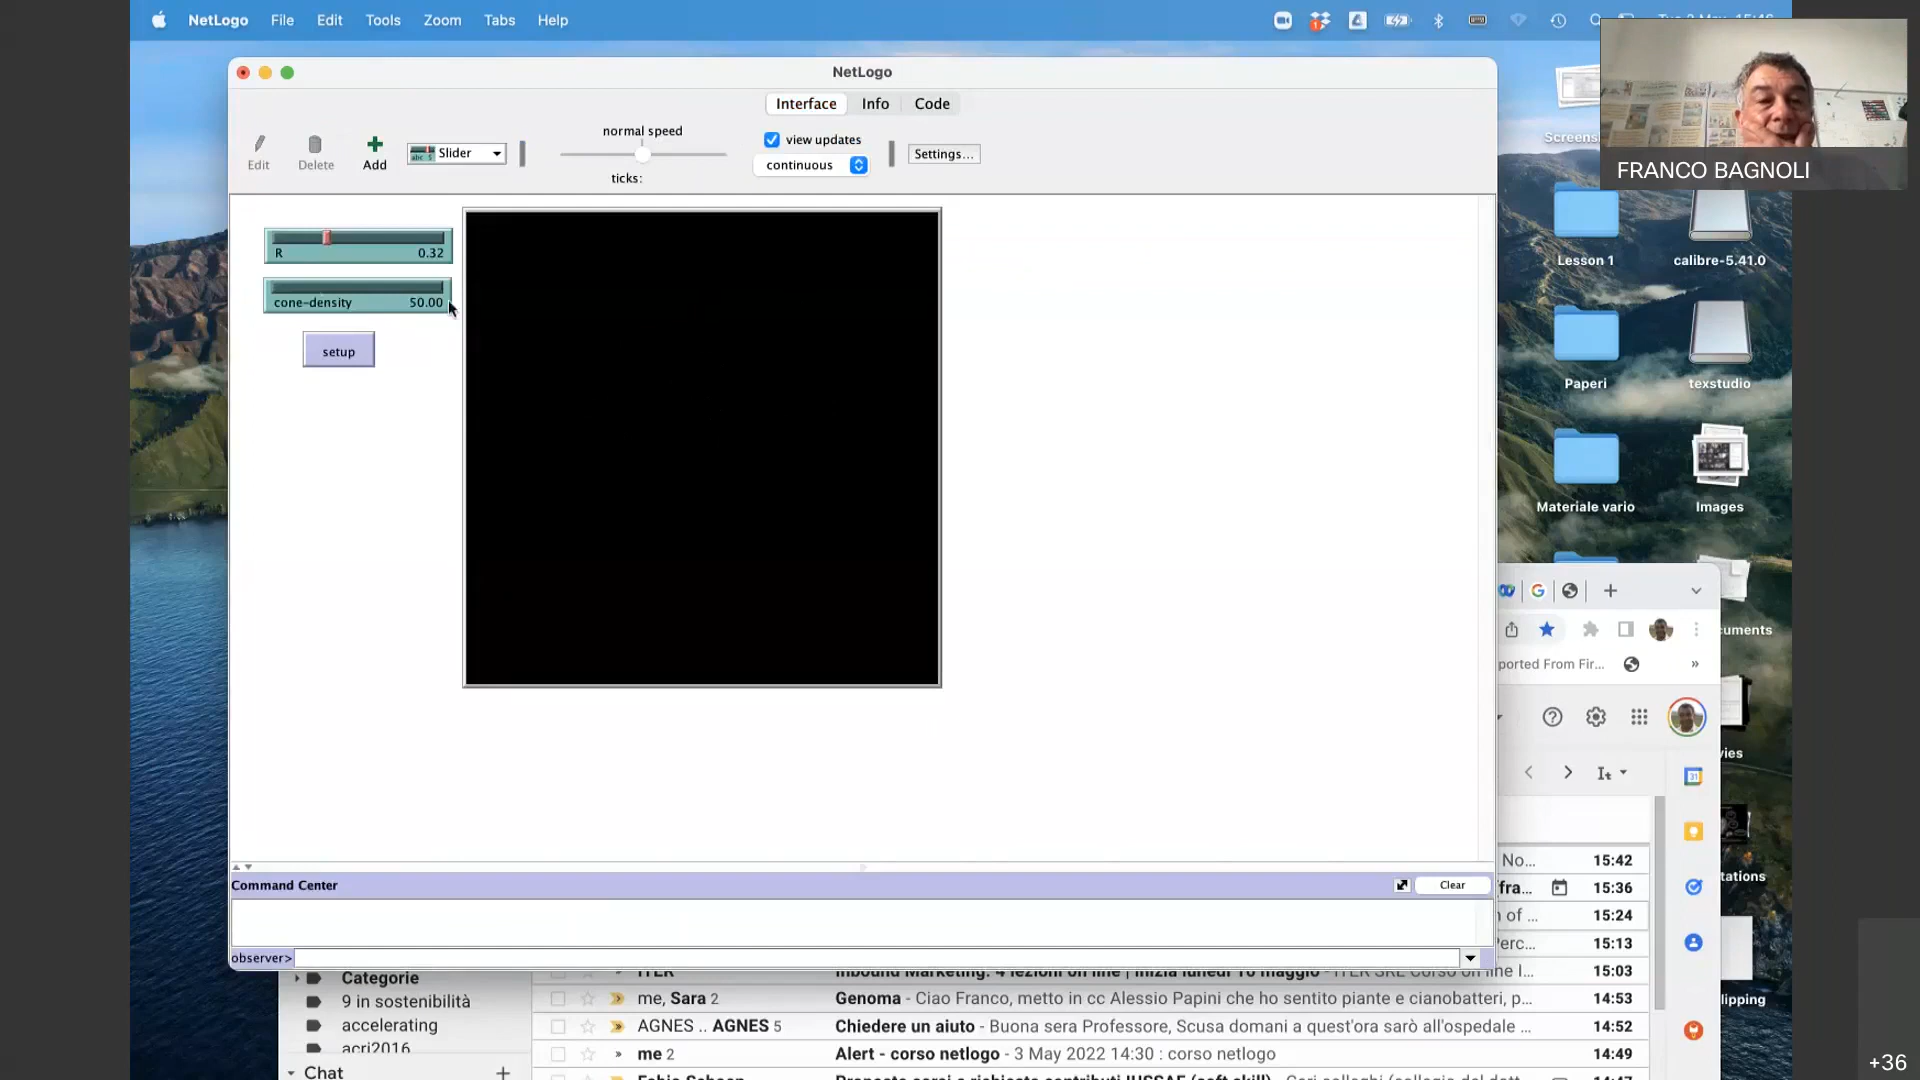 NetLogo File Edit Tools Zoom Tabs Help
NetLogo
Interface Info Code
Edit Delete Add Slider
normal speed
ticks:
view updates
continuous
Settings...
FRANCO BAGNOLI
R 0.32
cone-density 50.00
setup
Lesson 1
calibre-5.41.0
Paperi
texstudio
Materiale vario
Images
ported From Fir...
Command Center
Clear
observer>
No... 15:42
15:36
of ... 15:24
15:13
15:03
Categorie
9 in sostenibilità
accelerating
acri2016
Chat
me, Sara 2 Genoma - Ciao Franco, metto in cc Alessio Papini che ho sentito piante e cianobatteri, p... 14:53
AGNES .. AGNES 5 Chiedere un aiuto - Buona sera Professore, Scusa domani a quest'ora sarò all'ospedale ... 14:52
me 2 Alert - corso netlogo - 3 May 2022 14:30 : corso netlogo 14:49
+36